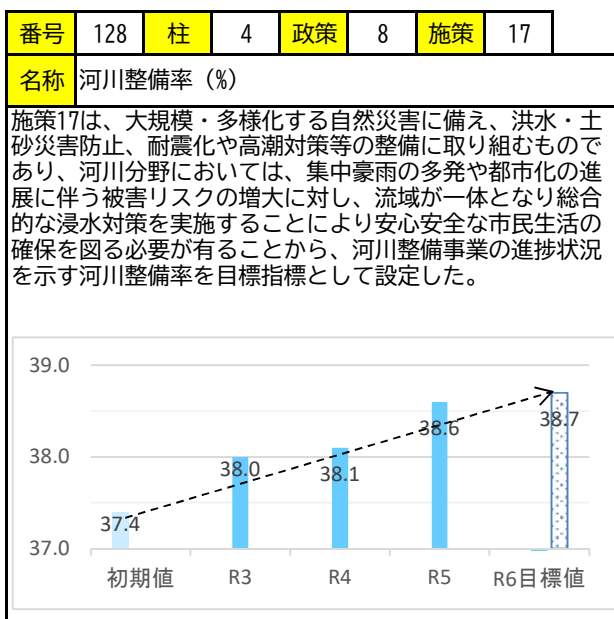 番号 128 柱 4 政策 8 施策 17
名称 河川整備率（%）
施策17は、大規模・多様化する自然災害に備え、洪水・土
砂災害防止、耐震化や高潮対策等の整備に取り組むもので
あり、河川分野においては、集中豪雨の多発や都市化の進
展に伴う被害リスクの増大に対し、流域が一体となり総合
的な浸水対策を実施することにより安心安全な市民生活の
確保を図る必要が有ることから、河川整備事業の進捗状況
を示す河川整備率を目標指標として設定した。
39.0
38.0
37.0
37.4
38.0
38.1
38.6
38.7
初期値 R3 R4 R5 R6目標値